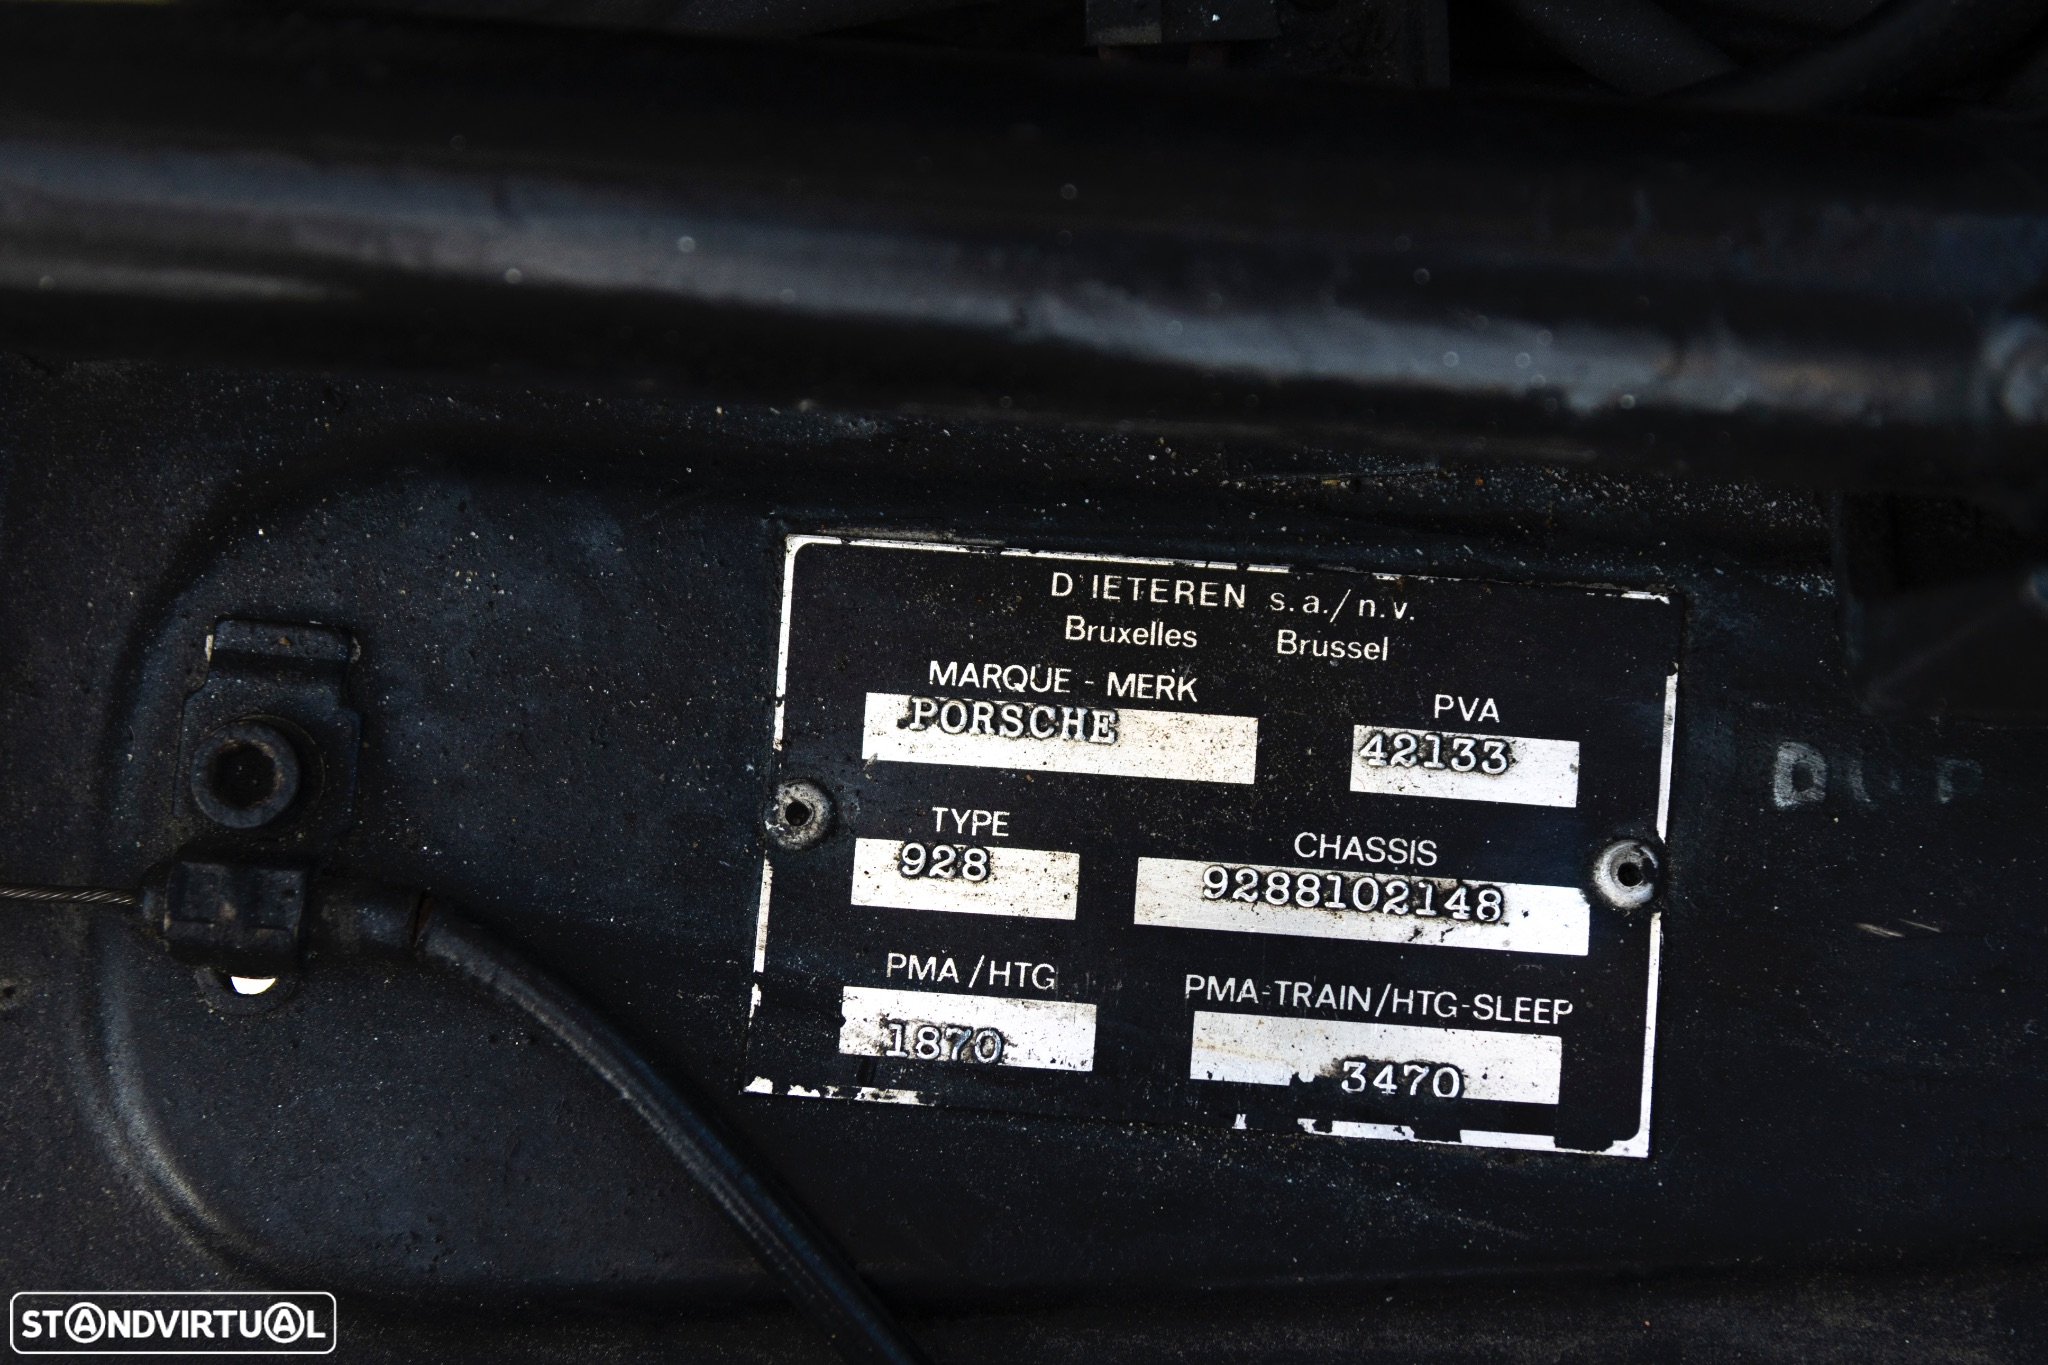 D'IETEREN s.a./n.v.
Bruxelles Brussel
MARQUE - MERK
PORSCHE
PVA
42133
TYPE
928
CHASSIS
9288102148
PMA/HTG
1870
PMA-TRAIN/HTG-SLEEP
3470
STANDVIRTUAL